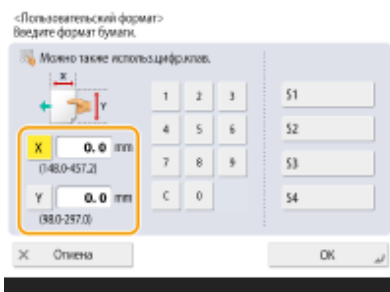 <Пользовательский формат>
Введите формат бумаги.
Можно также использ.цифр.клав.
X
Y
X 0.0 mm
(148.0-457.2)
Y 0.0 mm
(98.0-297.0)
1 2 3
4 5 6
7 8 9
C 0
S1
S2
S3
S4
Отмена
OK